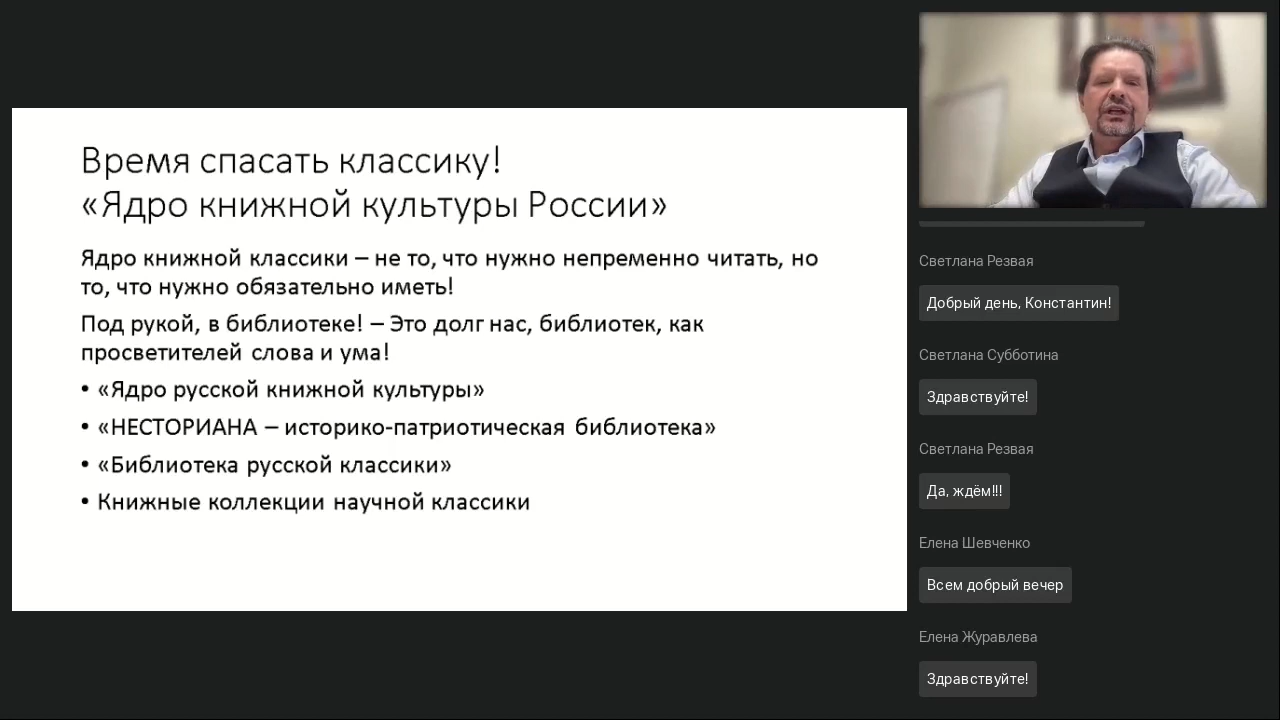 Время спасать классику!
«Ядро книжной культуры России»
Ядро книжной классики – не то, что нужно непременно читать, но
то, что нужно обязательно иметь!
Под рукой, в библиотеке! – Это долг нас, библиотек, как
просветителей слова и ума!
• «Ядро русской книжной культуры»
• «НЕСТОРИАНА – историко-патриотическая библиотека»
• «Библиотека русской классики»
• Книжные коллекции научной классики
Светлана Резвая
Добрый день, Константин!
Светлана Субботина
Здравствуйте!
Светлана Резвая
Да, ждём!!!
Елена Шевченко
Всем добрый вечер
Елена Журавлева
Здравствуйте!